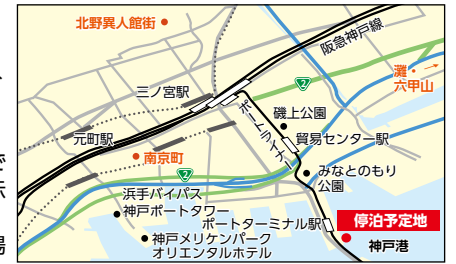 北野異人館街
阪急神戸線
2
灘・
六甲山
三ノ宮駅
磯上公園
ポートライナー
貿易センター駅
元町駅
南京町
みなとのもり
公園
2
浜手バイパス
神戸ポートタワー
ポートターミナル駅
停泊予定地
神戸メリケンパーク
オリエンタルホテル
神戸港
で
示
場